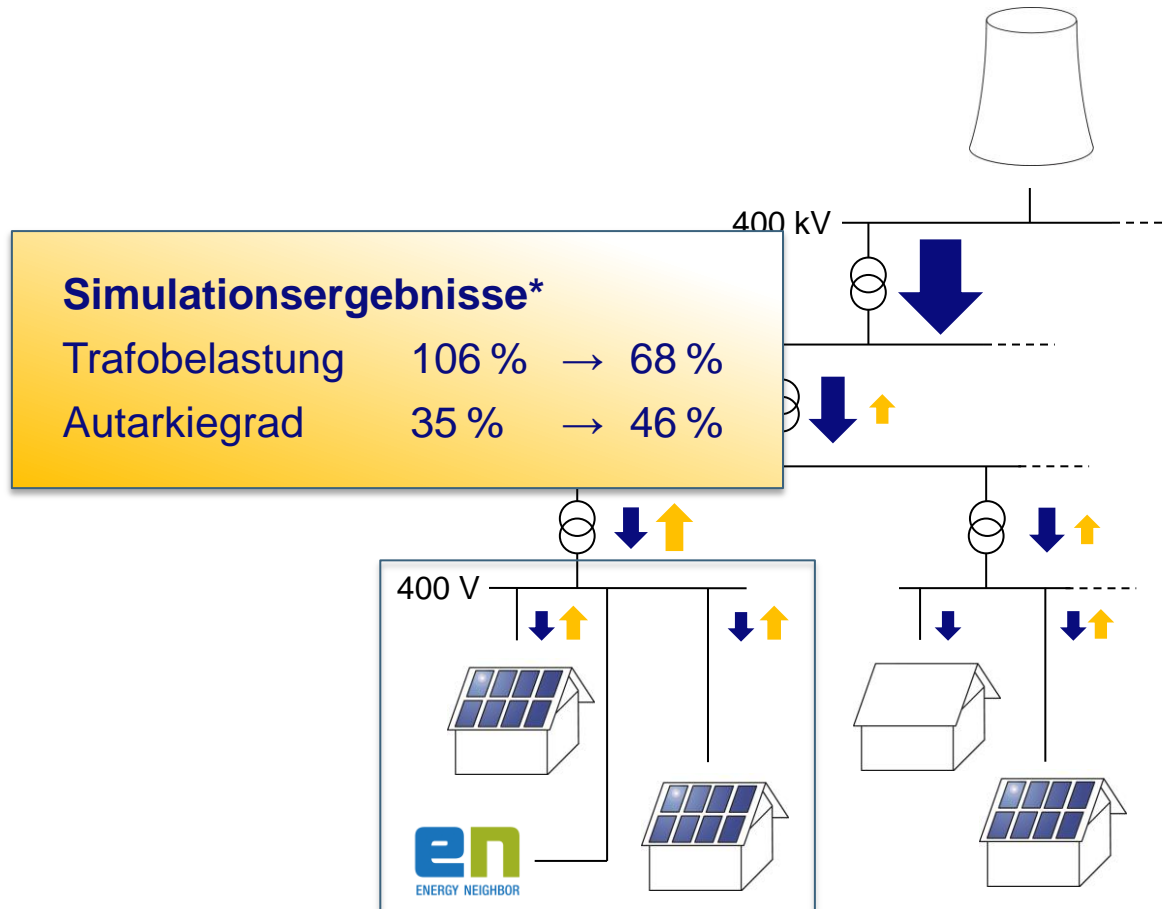 400 kV
Simulationsergebnisse*
Trafobelastung 106 % → 68 %
Autarkiegrad 35 % → 46 %
400 V
en
ENERGY NEIGHBOR